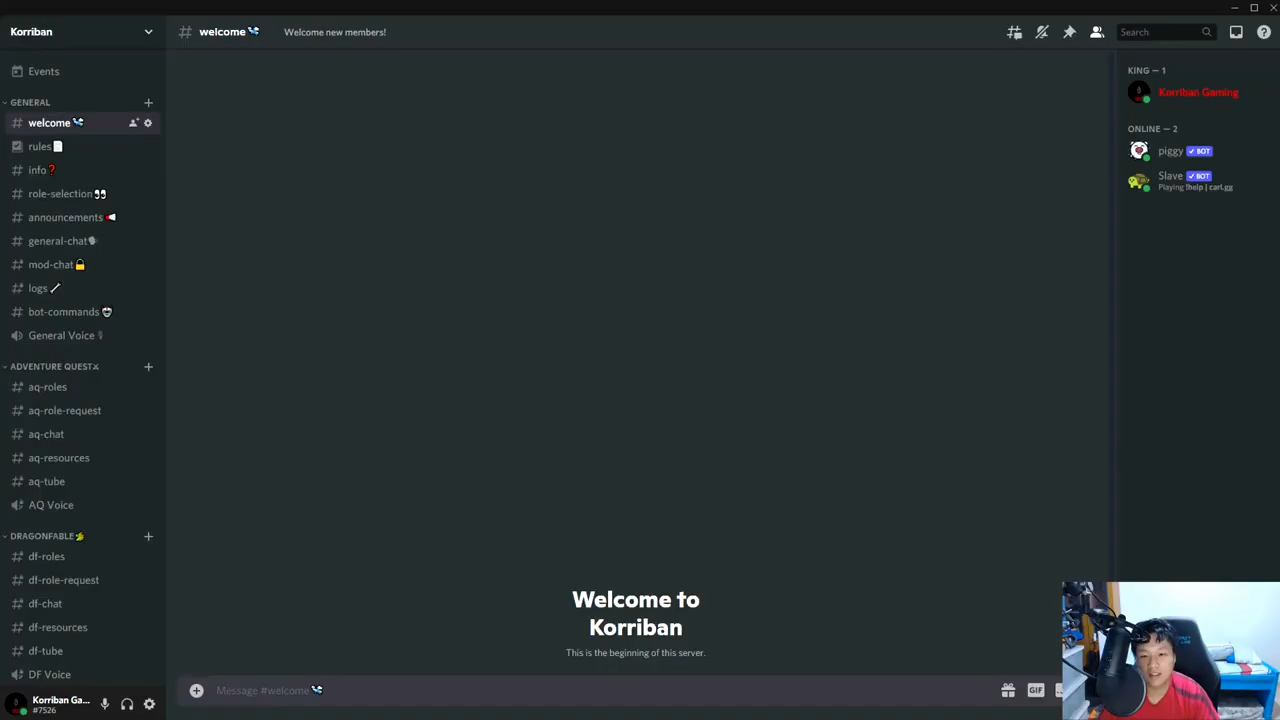 Korriban
Events
GENERAL
welcome
rules
info
role-selection
announcements
general-chat
mod-chat
logs
bot-commands
General Voice
ADVENTURE QUEST
aq-roles
aq-role-request
aq-chat
aq-resources
aq-tube
AQ Voice
DRAGONFABLE
df-roles
df-role-request
df-chat
df-resources
df-tube
DF Voice
Korriban Ga...
#7526
welcome
Welcome new members!
Search
Welcome to
Korriban
This is the beginning of this server.
Message #welcome
GIF
KING — 1
Korriban Gaming
ONLINE — 2
piggy BOT
Slave BOT
Playing !help | carl.gg